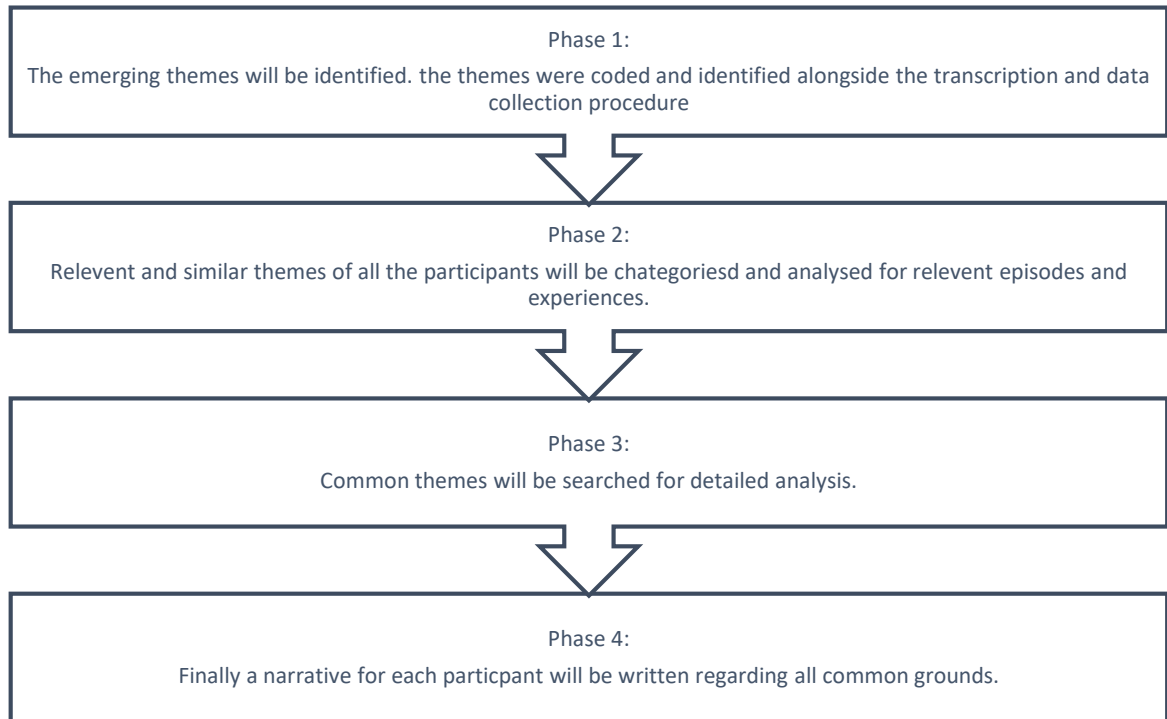 Phase 1:
The emerging themes will be identified. the themes were coded and identified alongside the transcription and data
collection procedure
Phase 2:
Relevent and similar themes of all the participants will be chategoriesd and analysed for relevent episodes and
experiences.
Phase 3:
Common themes will be searched for detailed analysis.
Phase 4:
Finally a narrative for each particpant will be written regarding all common grounds.